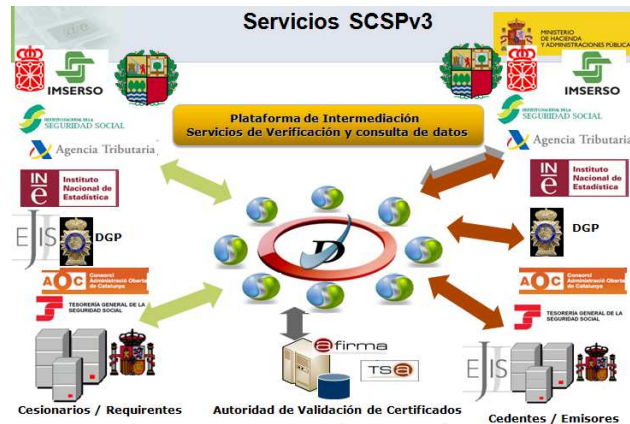 Servicios SCSPv3
MINISTERIO
DE HACIENDA
Y ADMINISTRACIONES PÚBLICAS
IMSERSO
IMSERSO
Plataforma de Intermediación
Servicios de Verificación y consulta de datos
INSTITUTO NACIONAL DE LA
SEGURIDAD SOCIAL
INSTITUTO NACIONAL DE LA
SEGURIDAD SOCIAL
Agencia Tributaria
Agencia Tributaria
INe
Instituto
Nacional de
Estadística
INe
Instituto
Nacional de
Estadística
EJIS
DGP
DGP
D
AOC
Consorci
Administració Oberta
de Catalunya
AOC
Consorci
Administració Oberta
de Catalunya
TESORERÍA GENERAL DE LA
SEGURIDAD SOCIAL
TESORERÍA GENERAL DE LA
SEGURIDAD SOCIAL
@firma
TS@
EJIS
Cesionarios / Requirentes
Autoridad de Validación de Certificados
Cedentes / Emisores